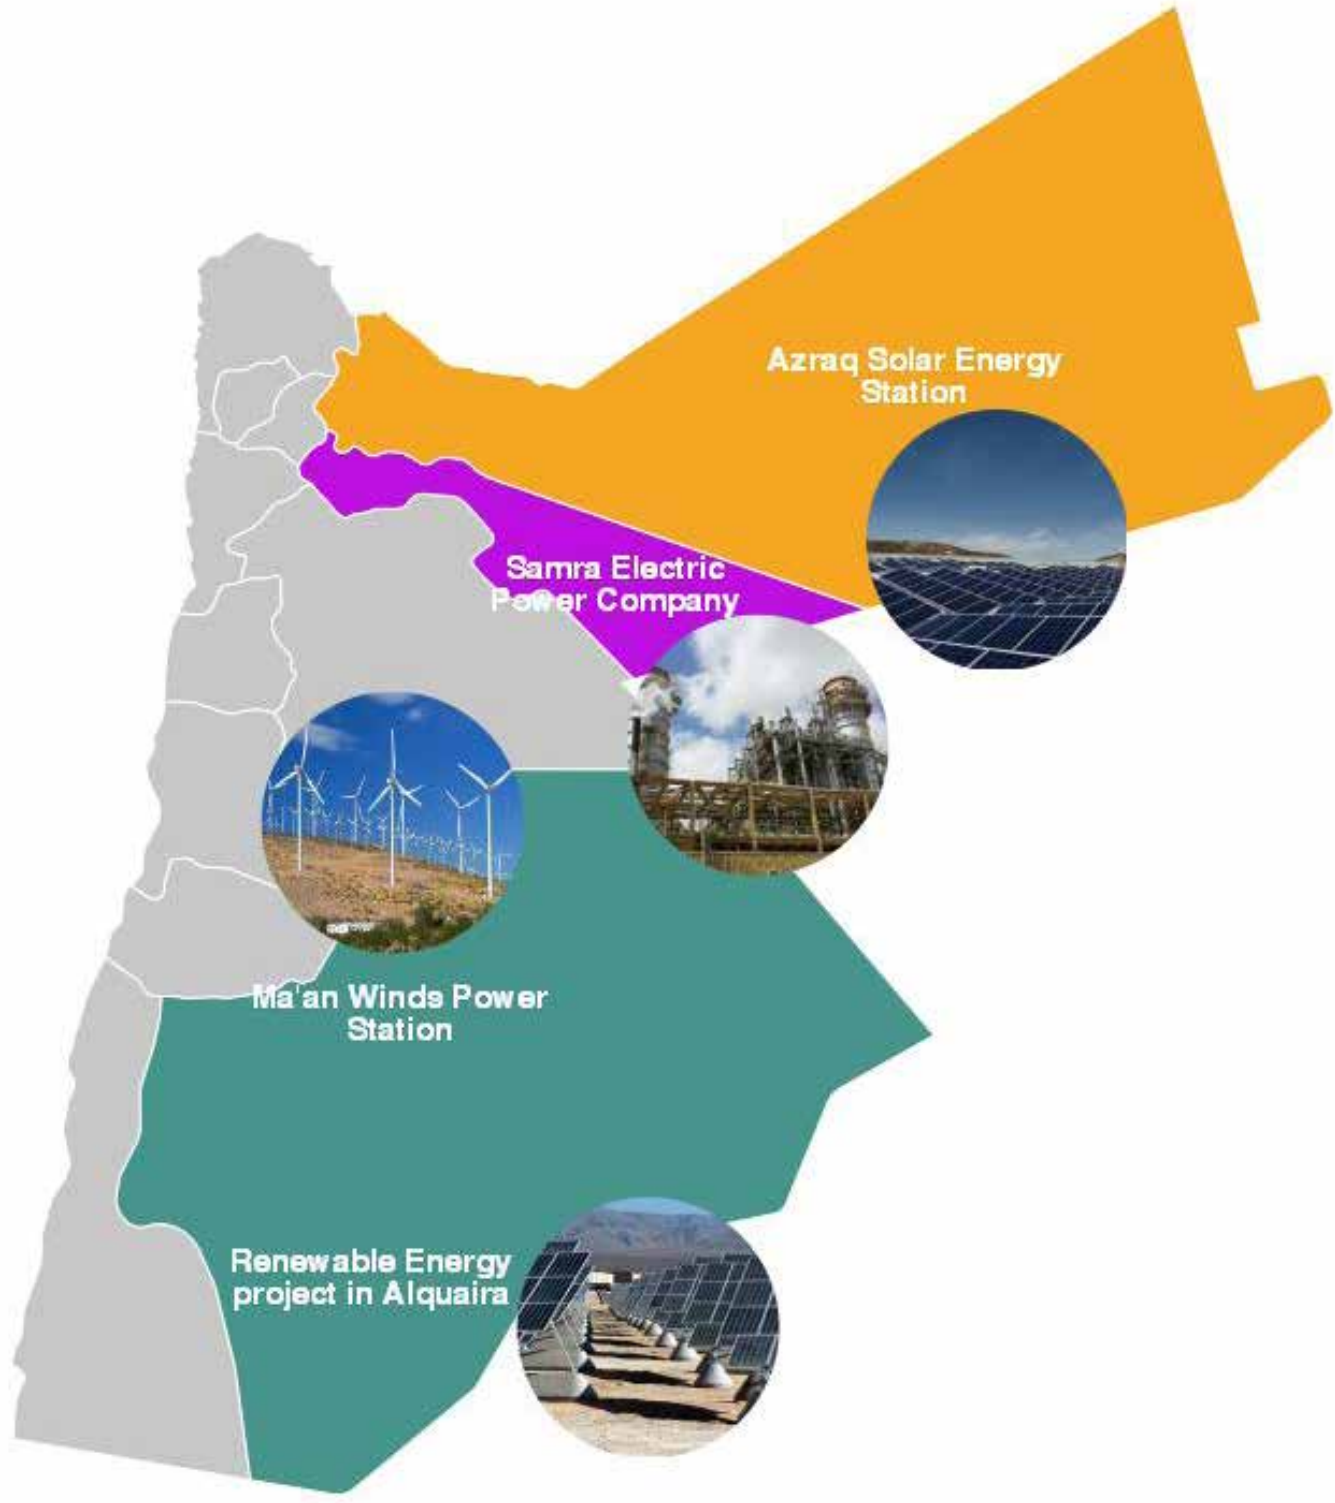 Azraq Solar Energy
Station
Samra Electric
Power Company
Ma'an Winds Power
Station
Renewable Energy
project in Alquaira